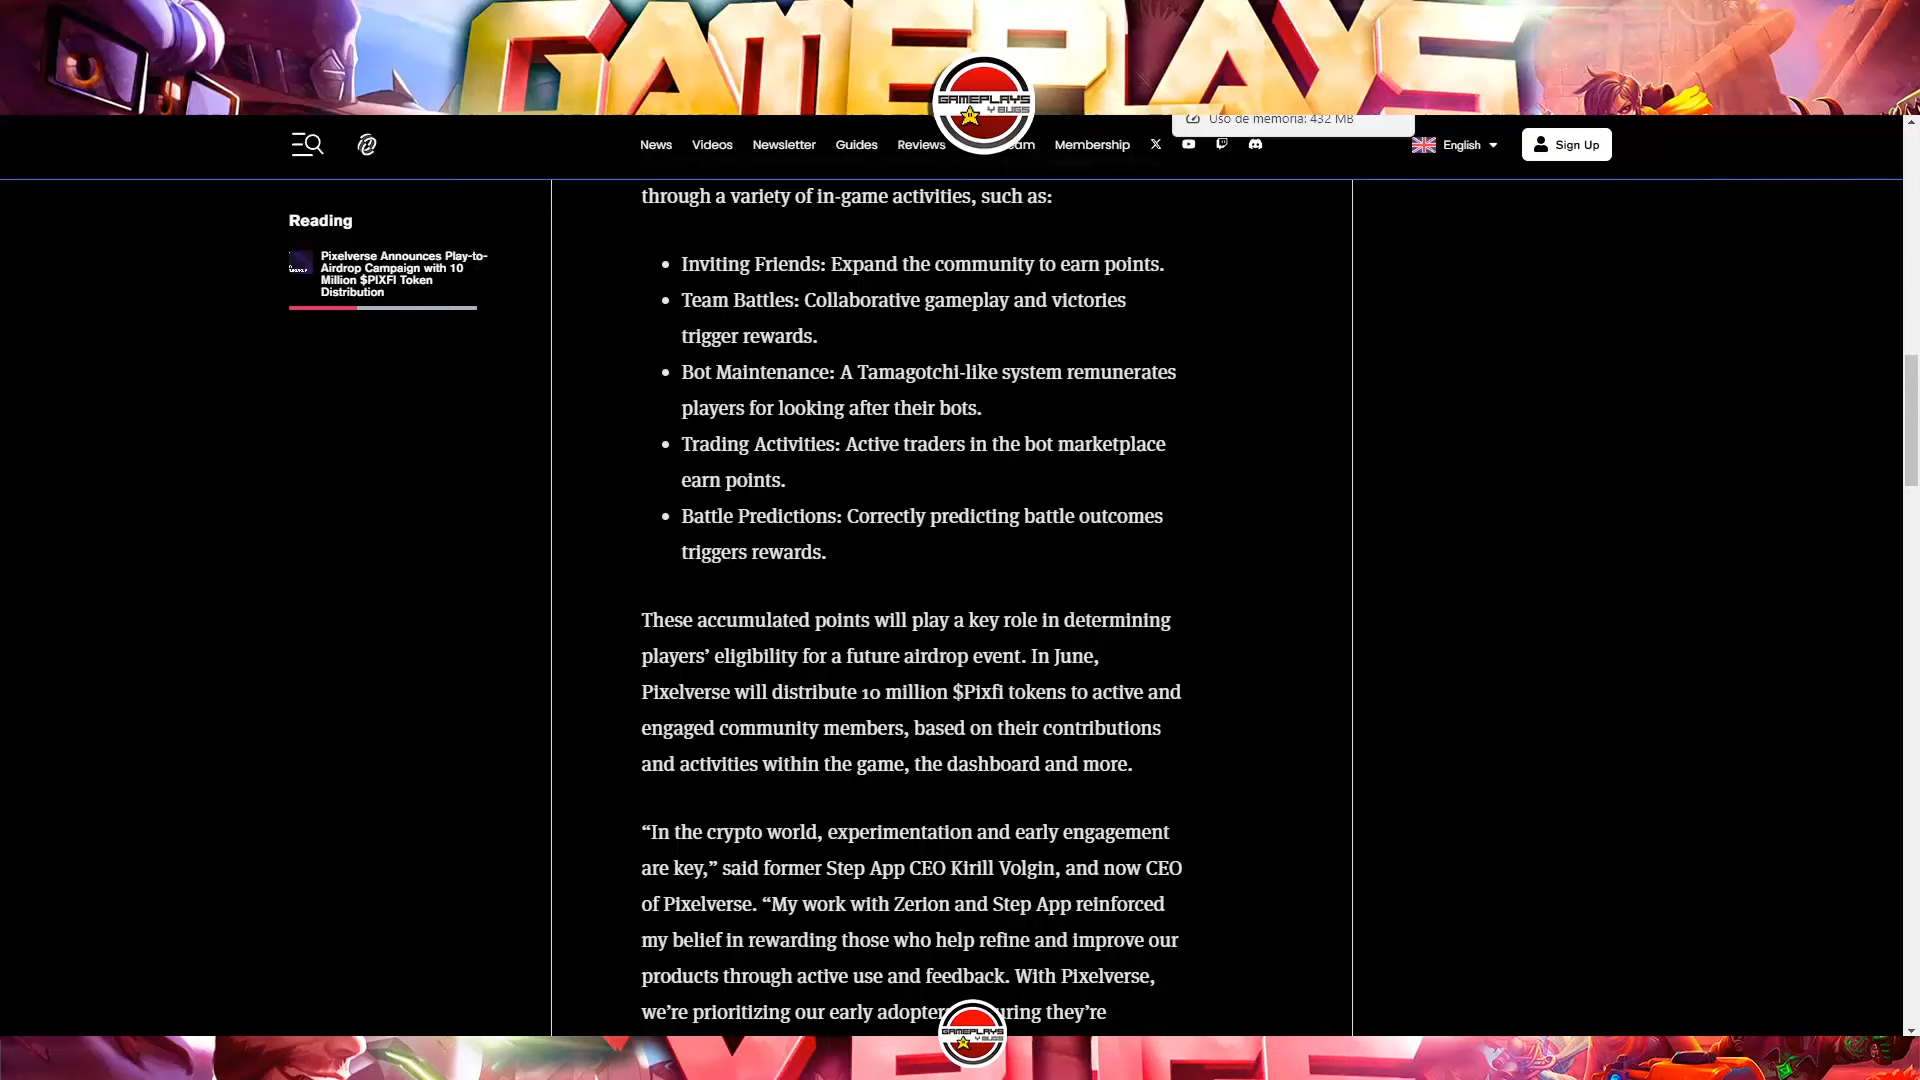 GAMEPLAYS
GAMEPLAYS
Y BUGS
Uso de memoria: 432 MB
News Videos Newsletter Guides Reviews am Membership X English Sign Up
through a variety of in-game activities, such as:
Reading
Pixelverse Announces Play-to-
Airdrop Campaign with 10
Million $PIXFI Token
Distribution
• Inviting Friends: Expand the community to earn points.
• Team Battles: Collaborative gameplay and victories
trigger rewards.
• Bot Maintenance: A Tamagotchi-like system remunerates
players for looking after their bots.
• Trading Activities: Active traders in the bot marketplace
earn points.
• Battle Predictions: Correctly predicting battle outcomes
triggers rewards.
These accumulated points will play a key role in determining
players’ eligibility for a future airdrop event. In June,
Pixelverse will distribute 10 million $Pixfi tokens to active and
engaged community members, based on their contributions
and activities within the game, the dashboard and more.
“In the crypto world, experimentation and early engagement
are key,” said former Step App CEO Kirill Volgin, and now CEO
of Pixelverse. “My work with Zerion and Step App reinforced
my belief in rewarding those who help refine and improve our
products through active use and feedback. With Pixelverse,
we’re prioritizing our early adopter uring they’re
GAMEPLAYS
Y BUGS